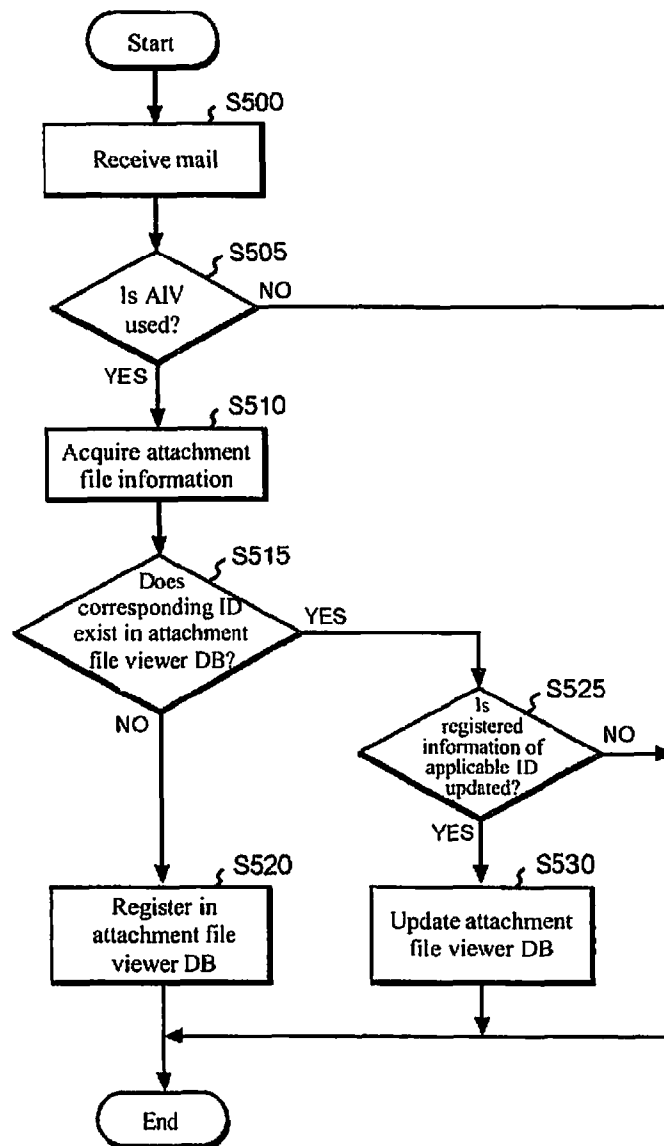 Start
S500
Receive mail
S505
Is AIV
used?
NO
YES
S510
Acquire attachment
file information
S515
Does
corresponding ID
exist in attachment
file viewer DB?
YES
NO
S525
Is
registered
information of
applicable ID
updated?
NO
YES
S520
Register in
attachment file
viewer DB
S530
Update attachment
file viewer DB
End